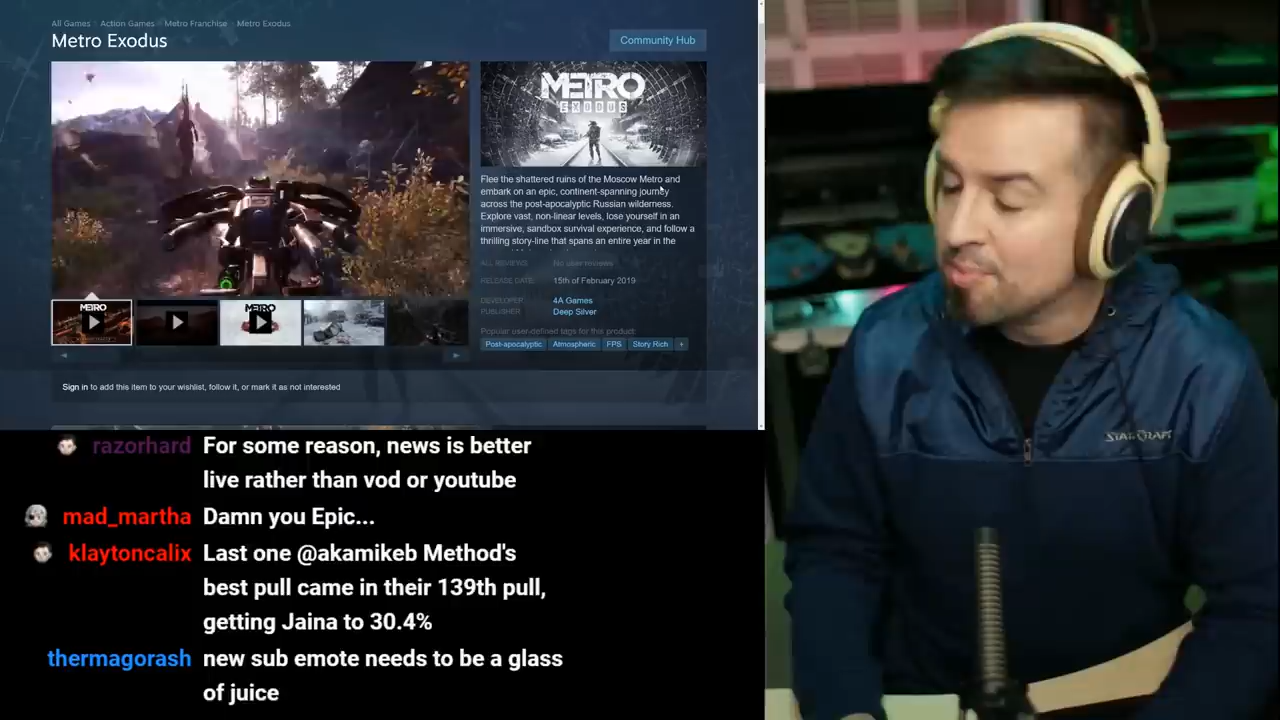 All Games Action Games Metro Franchise Metro Exodus
Metro Exodus
Community Hub
METRO
EXODUS
Flee the shattered ruins of the Moscow Metro and
embark on an epic, continent-spanning journey
across the post-apocalyptic Russian wilderness.
Explore vast, non-linear levels, lose yourself in an
immersive, sandbox survival experience, and follow a
thrilling story-line that spans an entire year in the
ALL REVIEWS: No user reviews
RELEASE DATE: 15th of February 2019
DEVELOPER: 4A Games
PUBLISHER: Deep Silver
Popular user-defined tags for this product:
Post-apocalyptic Atmospheric FPS Story Rich +
METRO
METRO
Sign in to add this item to your wishlist, follow it, or mark it as not interested
razorhard For some reason, news is better
live rather than vod or youtube
mad_martha Damn you Epic...
klaytoncalix Last one @akamikeb Method's
best pull came in their 139th pull,
getting Jaina to 30.4%
thermagorash new sub emote needs to be a glass
of juice
STARCRAFT